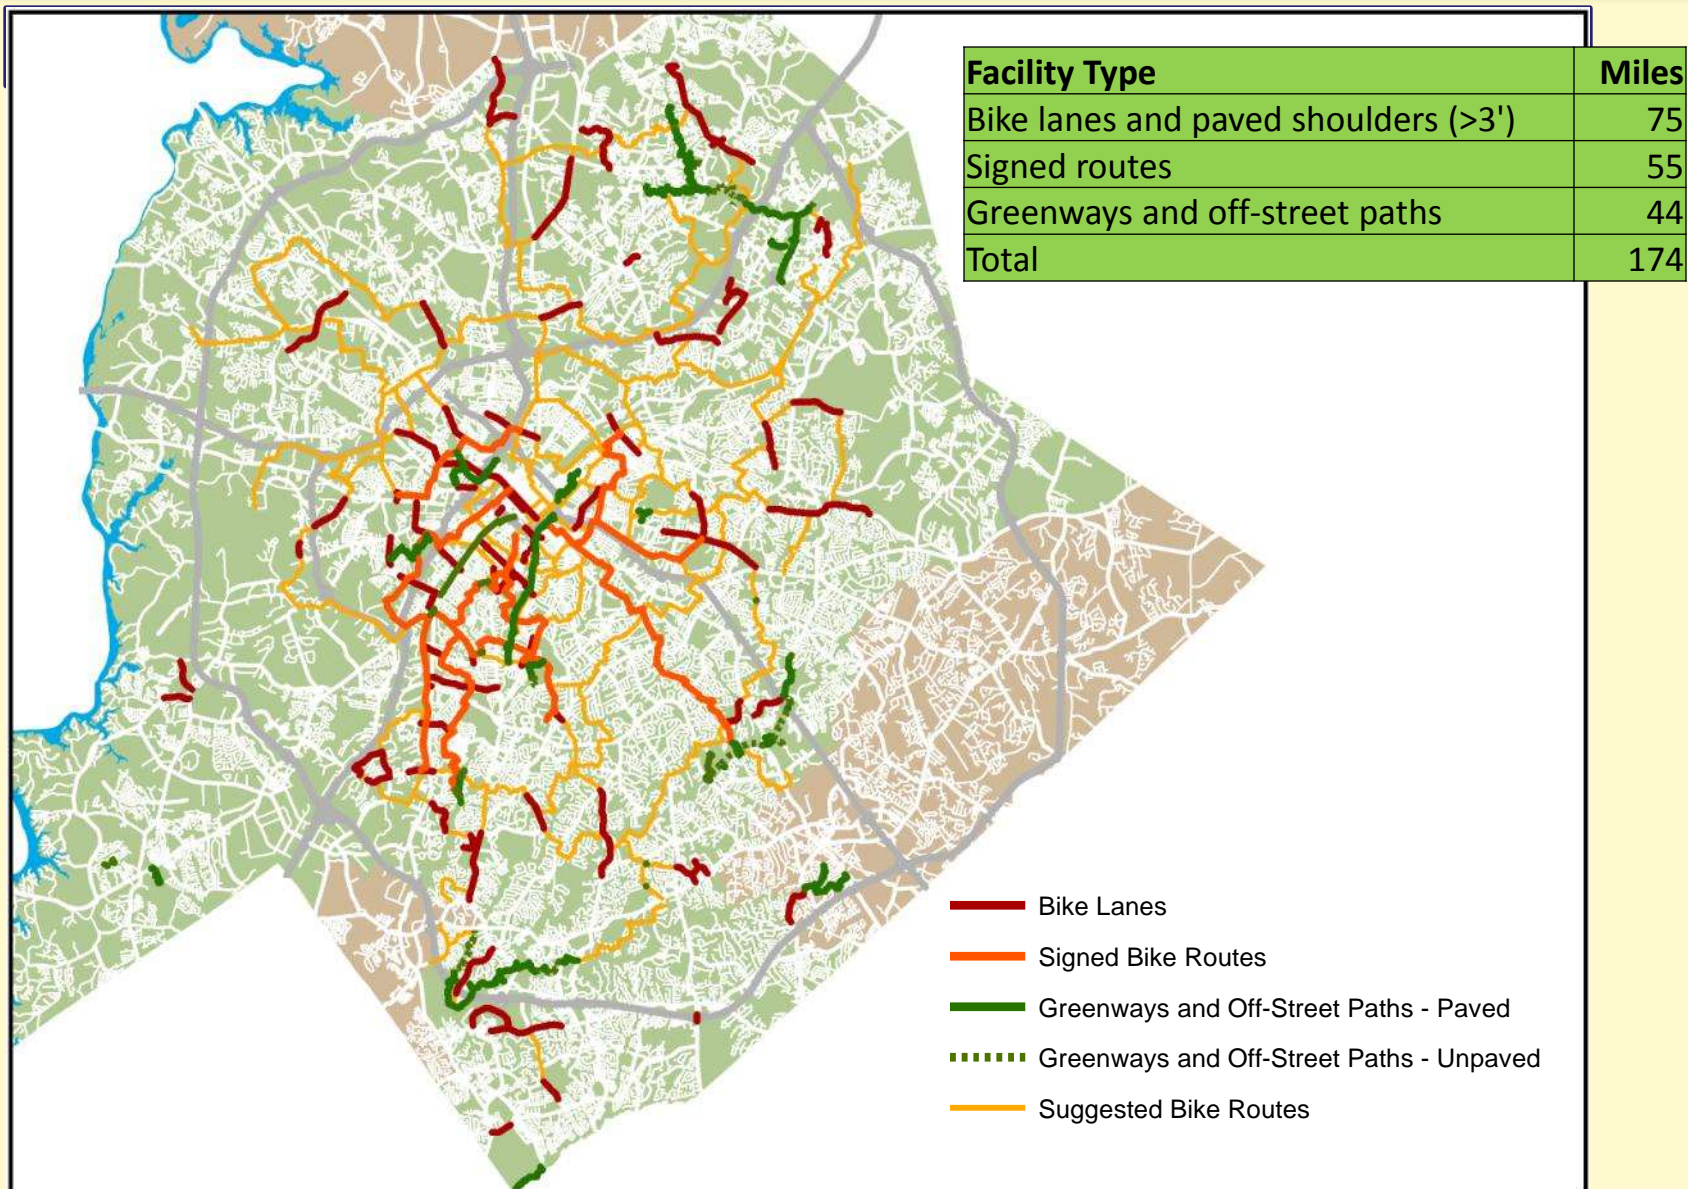 Facility Type Miles
Bike lanes and paved shoulders (>3') 75
Signed routes 55
Greenways and off-street paths 44
Total 174
Bike Lanes
Signed Bike Routes
Greenways and Off-Street Paths - Paved
Greenways and Off-Street Paths - Unpaved
Suggested Bike Routes